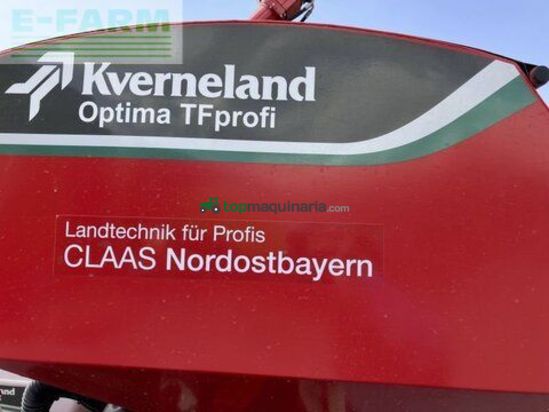 E-FARM
Kverneland
Optima TFprofi
topmaquinaria.com
Landtechnik für Profis
CLAAS Nordostbayern